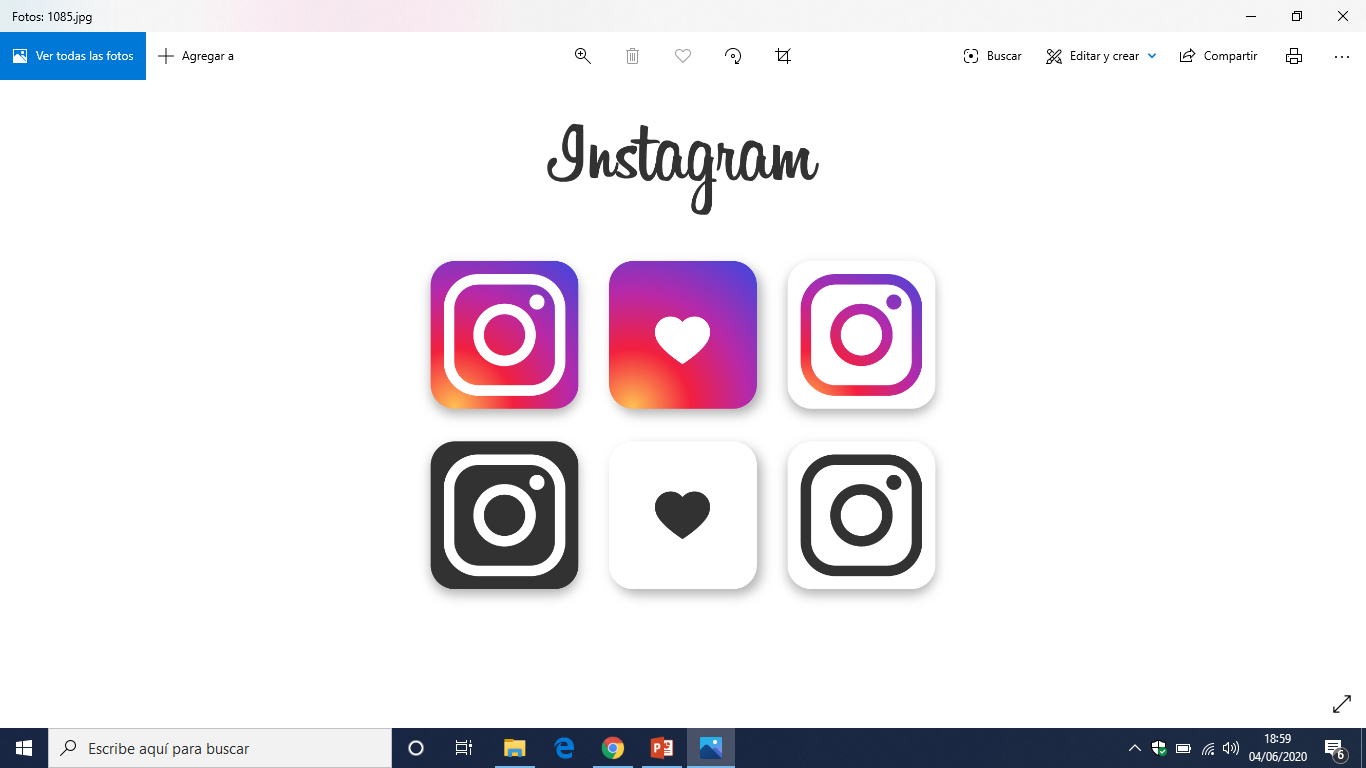 Fotos: 1085.jpg
Ver todas las fotos
Agregar a
Buscar
Editar y crear
Compartir
Instagram
Escribe aquí para buscar
18:59
04/06/2020
6